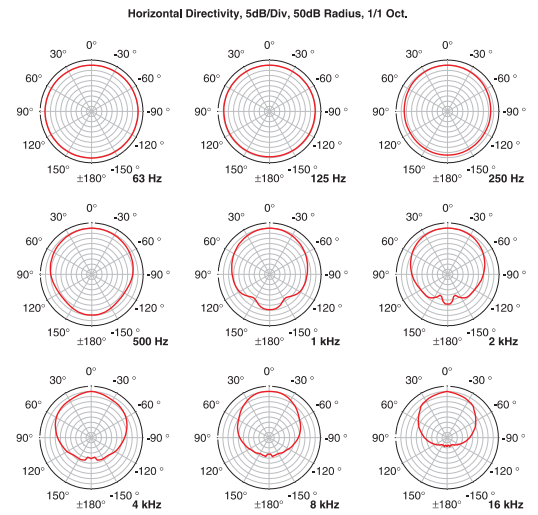 Horizontal Directivity, 5dB/Div, 50dB Radius, 1/1 Oct.
0° 0° 0°
30° -30 ° 30° -30 ° 30° -30 °
60° -60 ° 60° -60 ° 60° -60 °
90° -90 ° 90° -90 ° 90° -90 °
120° -120 ° 120° -120 ° 120° -120 °
150° -150 ° 150° -150 ° 150° -150 °
±180° 63 Hz ±180° 125 Hz ±180° 250 Hz
0° 0° 0°
30° -30 ° 30° -30 ° 30° -30 °
60° -60 ° 60° -60 ° 60° -60 °
90° -90 ° 90° -90 ° 90° -90 °
120° -120 ° 120° -120 ° 120° -120 °
150° -150 ° 150° -150 ° 150° -150 °
±180° 500 Hz ±180° 1 kHz ±180° 2 kHz
0° 0° 0°
30° -30 ° 30° -30 ° 30° -30 °
60° -60 ° 60° -60 ° 60° -60 °
90° -90 ° 90° -90 ° 90° -90 °
120° -120 ° 120° -120 ° 120° -120 °
150° -150 ° 150° -150 ° 150° -150 °
±180° 4 kHz ±180° 8 kHz ±180° 16 kHz